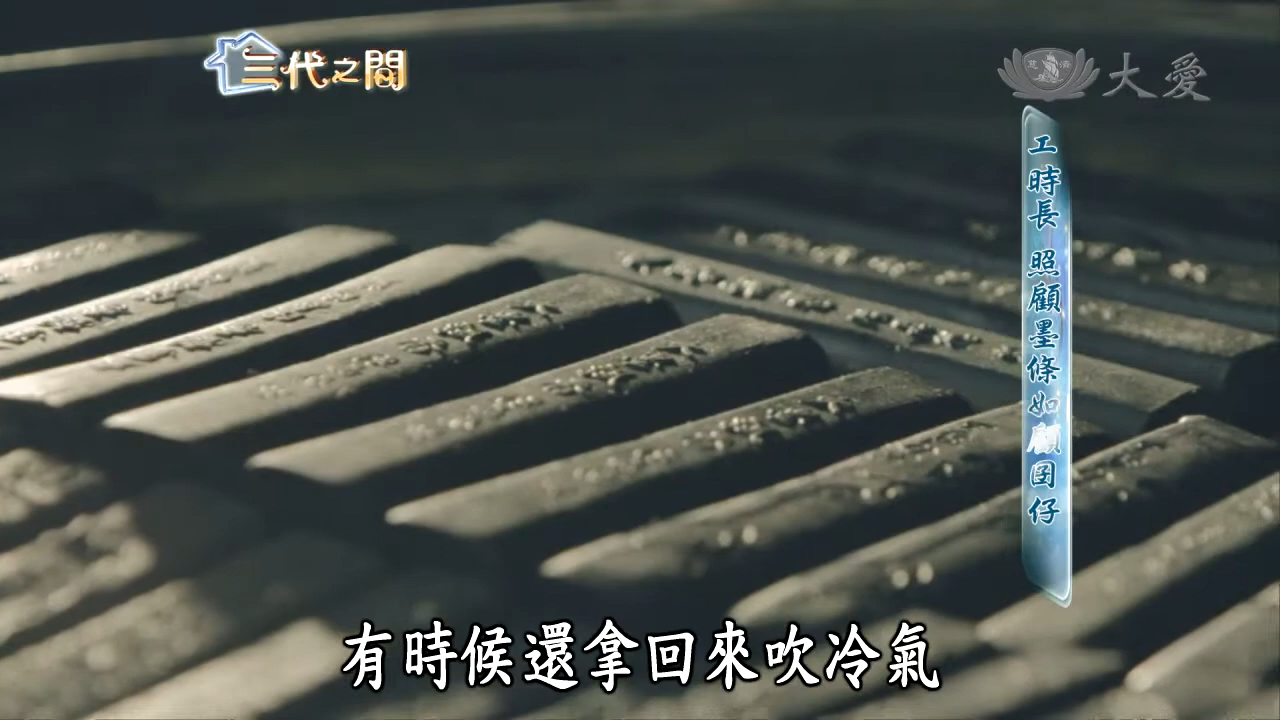 三代之間
大愛
工時長 照顧墨條如顧囝仔
有時候還拿回來吹冷氣